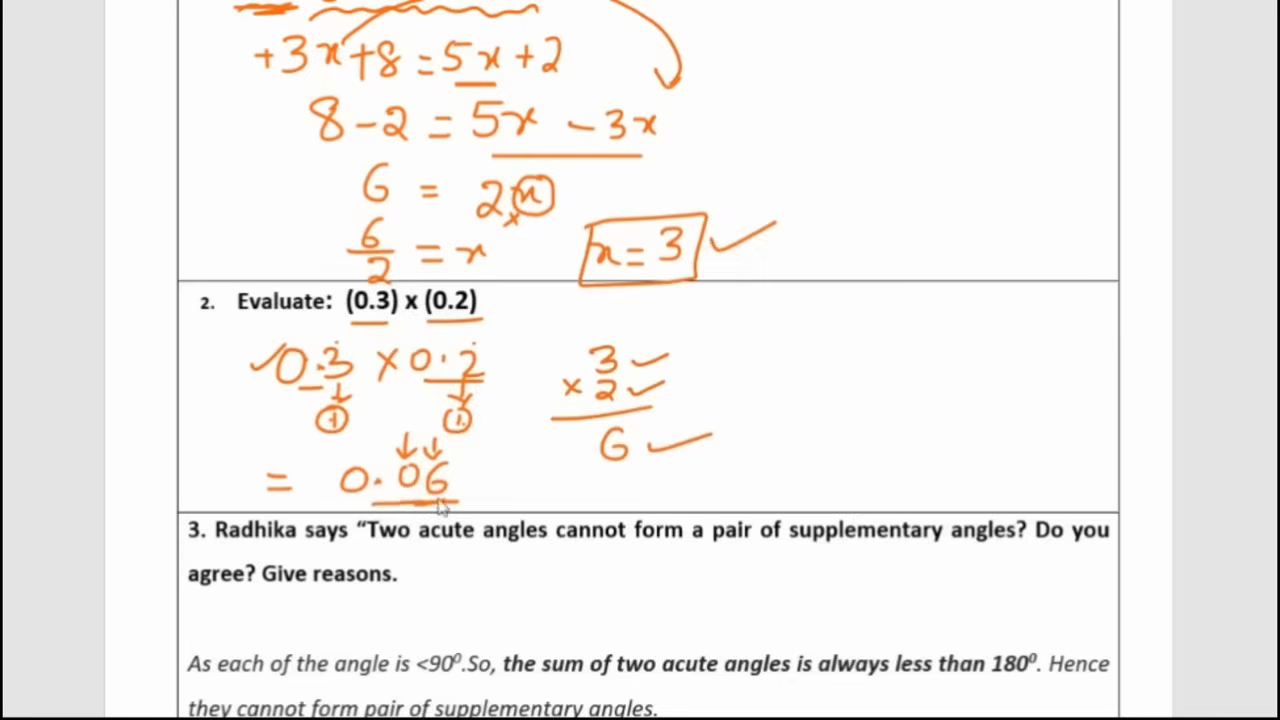 +3x+8=5x+2
8-2 = 5x - 3x
6 = 2x
6/2 = x x = 3 ✓
2. Evaluate: (0.3) x (0.2)
✓0.3 × 0.2 3 ✓
× 2 ✓
① ① 6 ✓
= 0.06
3. Radhika says “Two acute angles cannot form a pair of supplementary angles? Do you
agree? Give reasons.
As each of the angle is <90⁰.So, the sum of two acute angles is always less than 180⁰. Hence
they cannot form pair of supplementary angles.